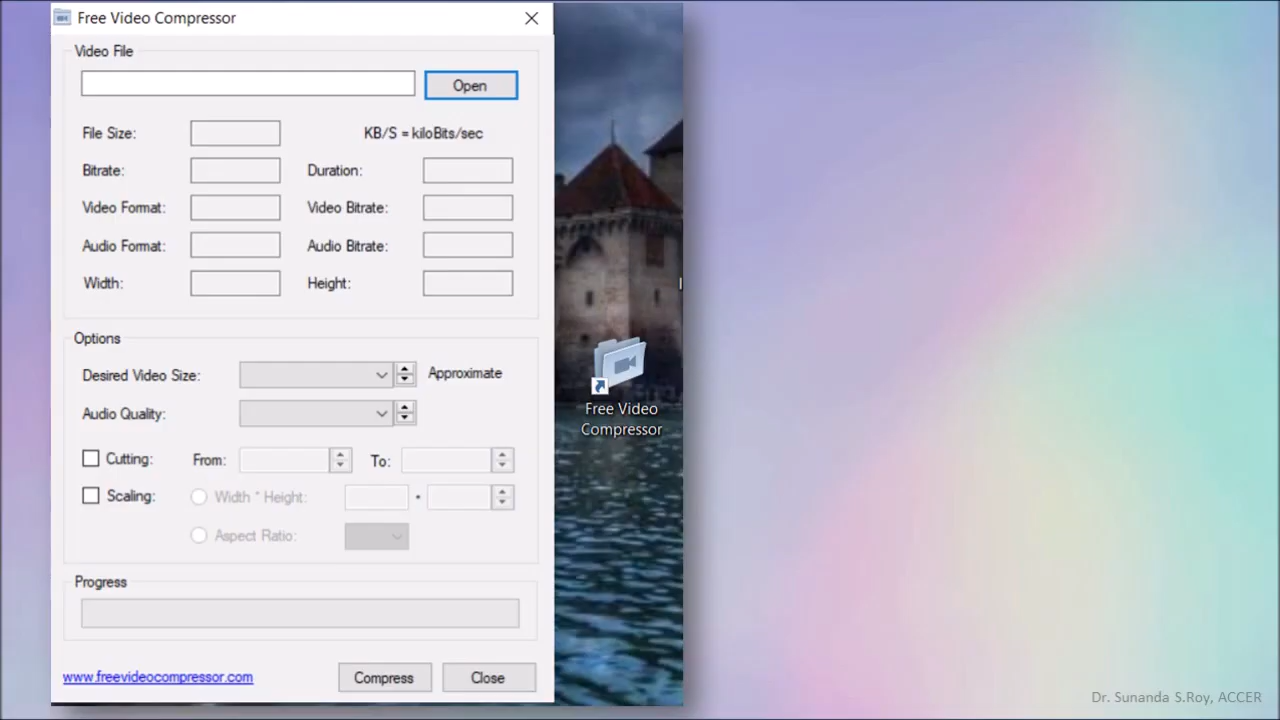 Free Video Compressor
Video File
Open
File Size:
KB/S = kiloBits/sec
Bitrate:
Duration:
Video Format:
Video Bitrate:
Audio Format:
Audio Bitrate:
Width:
Height:
Options
Desired Video Size:
Approximate
Audio Quality:
Cutting:
From:
To:
Scaling:
Width * Height:
*
Aspect Ratio:
Progress
www.freevideocompressor.com
Compress
Close
Free Video
Compressor
Dr. Sunanda S.Roy, ACCER